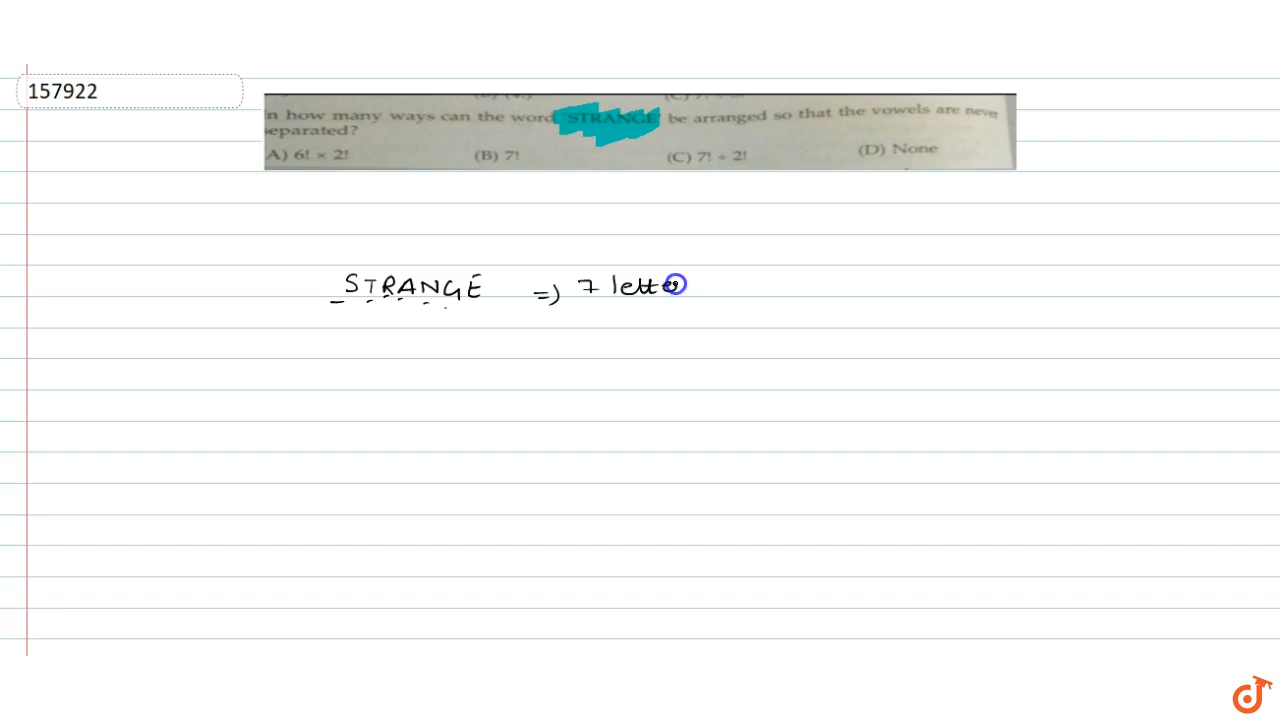 157922
n how many ways can the word 'STRANGE' be arranged so that the vowels are never
separated?
A) 6! × 2! (B) 7! (C) 7! ÷ 2! (D) None
STRANGE => 7 lette